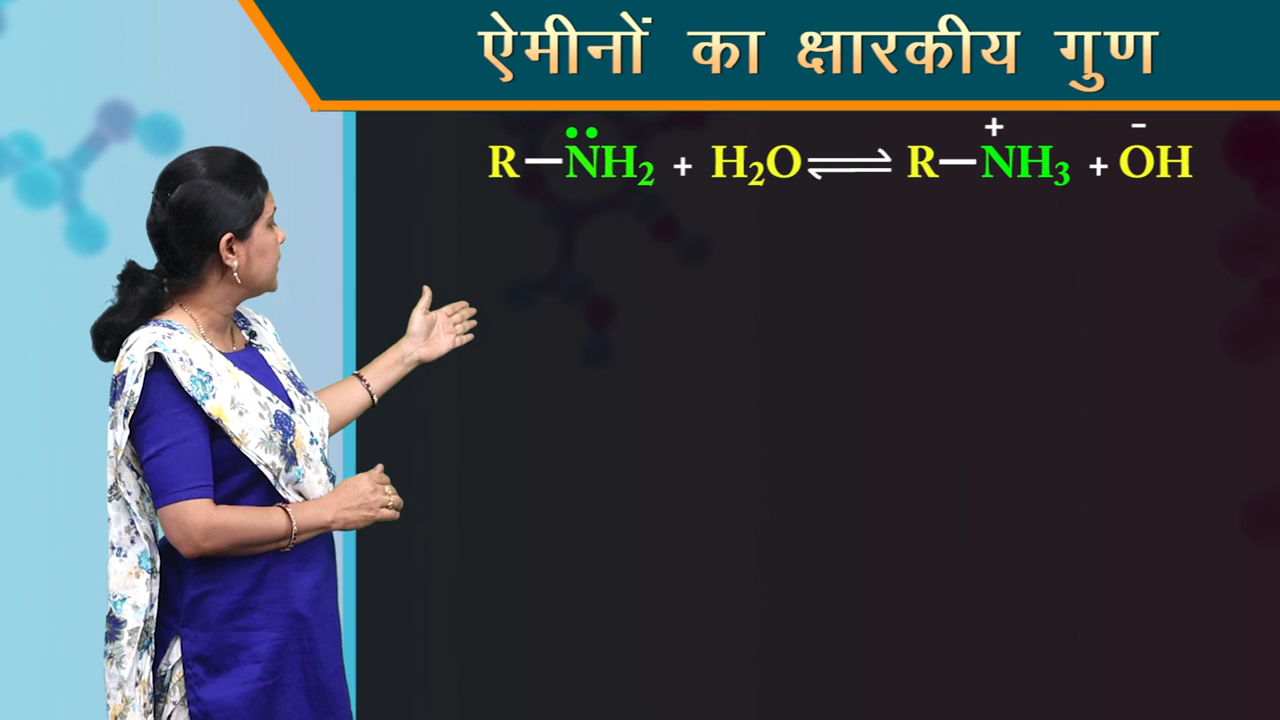 ऐमीनों का क्षारकीय गुण
R—N̈H₂ + H₂O ⇌ R—N⁺H₃ + O⁻H